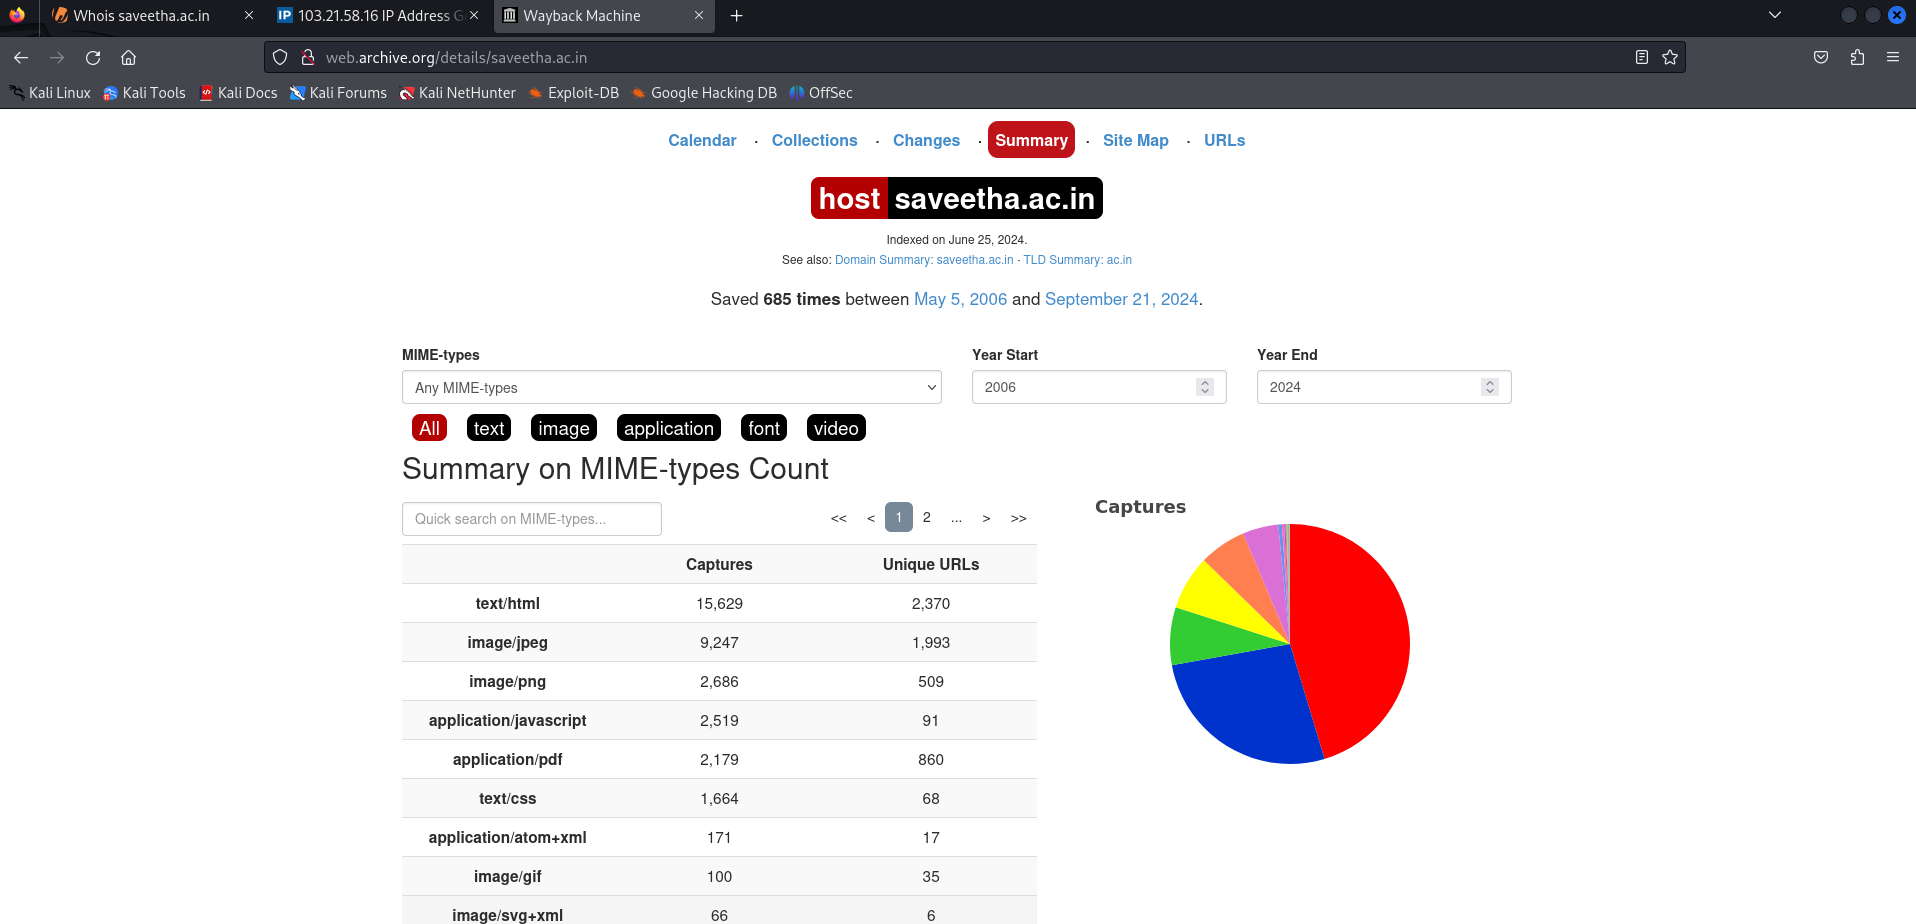 Whois saveetha.ac.in
IP 103.21.58.16 IP Address G
Wayback Machine
web.archive.org/details/saveetha.ac.in
Kali Linux Kali Tools Kali Docs Kali Forums Kali NetHunter Exploit-DB Google Hacking DB OffSec
Calendar · Collections · Changes · Summary · Site Map · URLs
host saveetha.ac.in
Indexed on June 25, 2024.
See also: Domain Summary: saveetha.ac.in · TLD Summary: ac.in
Saved 685 times between May 5, 2006 and September 21, 2024.
MIME-types Year Start Year End
Any MIME-types 2006 2024
All text image application font video
Summary on MIME-types Count
Quick search on MIME-types... << < 1 2 ... > >>
Captures
Captures Unique URLs
text/html 15,629 2,370
image/jpeg 9,247 1,993
image/png 2,686 509
application/javascript 2,519 91
application/pdf 2,179 860
text/css 1,664 68
application/atom+xml 171 17
image/gif 100 35
image/svg+xml 66 6